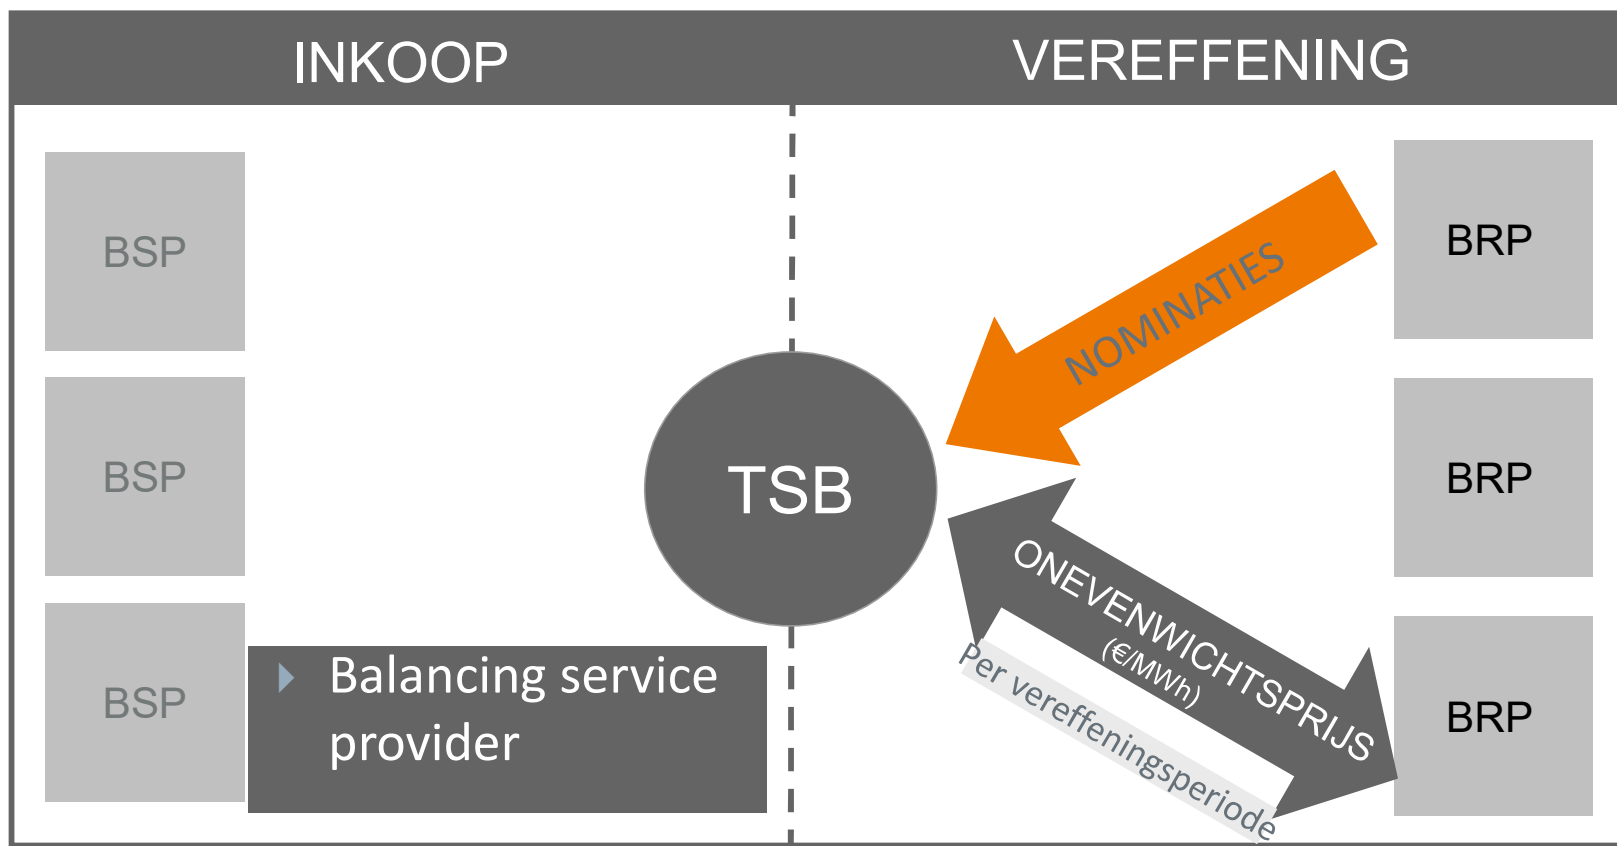 INKOOP
VEREFFENING
BSP
BSP
BSP
Balancing service
provider
TSB
NOMINATIES
ONEVENWICHTSPRIJS
(€/MWh)
Per vereffeningsperiode
BRP
BRP
BRP